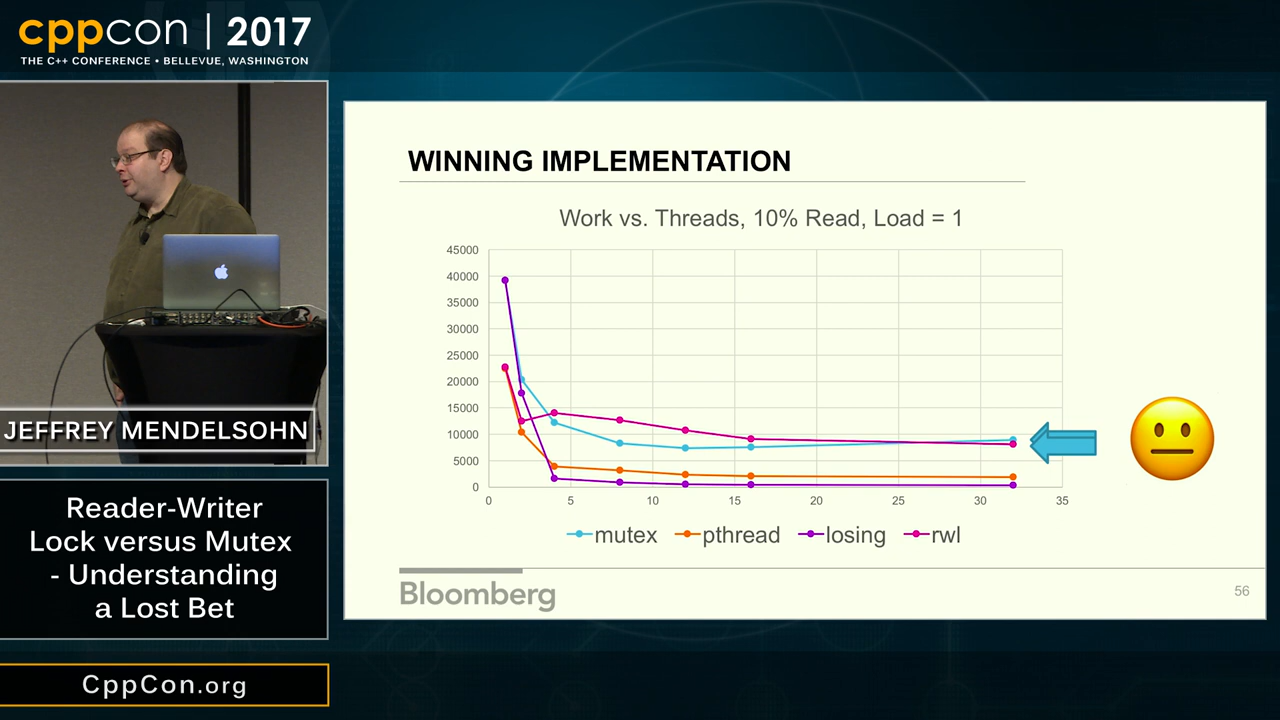 cppcon | 2017
THE C++ CONFERENCE • BELLEVUE, WASHINGTON
JEFFREY MENDELSOHN
Reader-Writer
Lock versus Mutex
- Understanding
a Lost Bet
CppCon.org
WINNING IMPLEMENTATION
Work vs. Threads, 10% Read, Load = 1
45000
40000
35000
30000
25000
20000
15000
10000
5000
0
0 5 10 15 20 25 30 35
mutex pthread losing rwl
Bloomberg
56